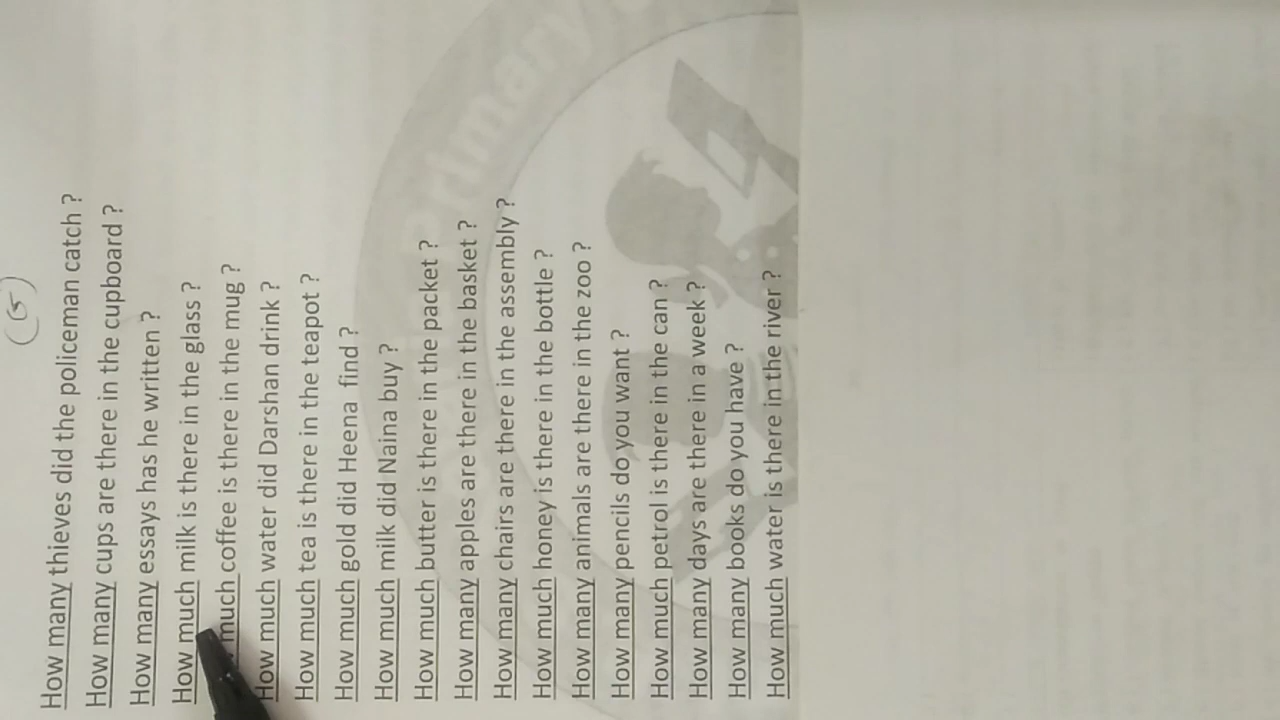 (5)
How many thieves did the policeman catch ?
How many cups are there in the cupboard ?
How many essays has he written ?
How much milk is there in the glass ?
much coffee is there in the mug ?
How much water did Darshan drink ?
How much tea is there in the teapot ?
How much gold did Heena find ?
How much milk did Naina buy ?
How much butter is there in the packet ?
How many apples are there in the basket ?
How many chairs are there in the assembly ?
How much honey is there in the bottle ?
How many animals are there in the zoo ?
How many pencils do you want ?
How much petrol is there in the can ?
How many days are there in a week ?
How many books do you have ?
How much water is there in the river ?
Primary